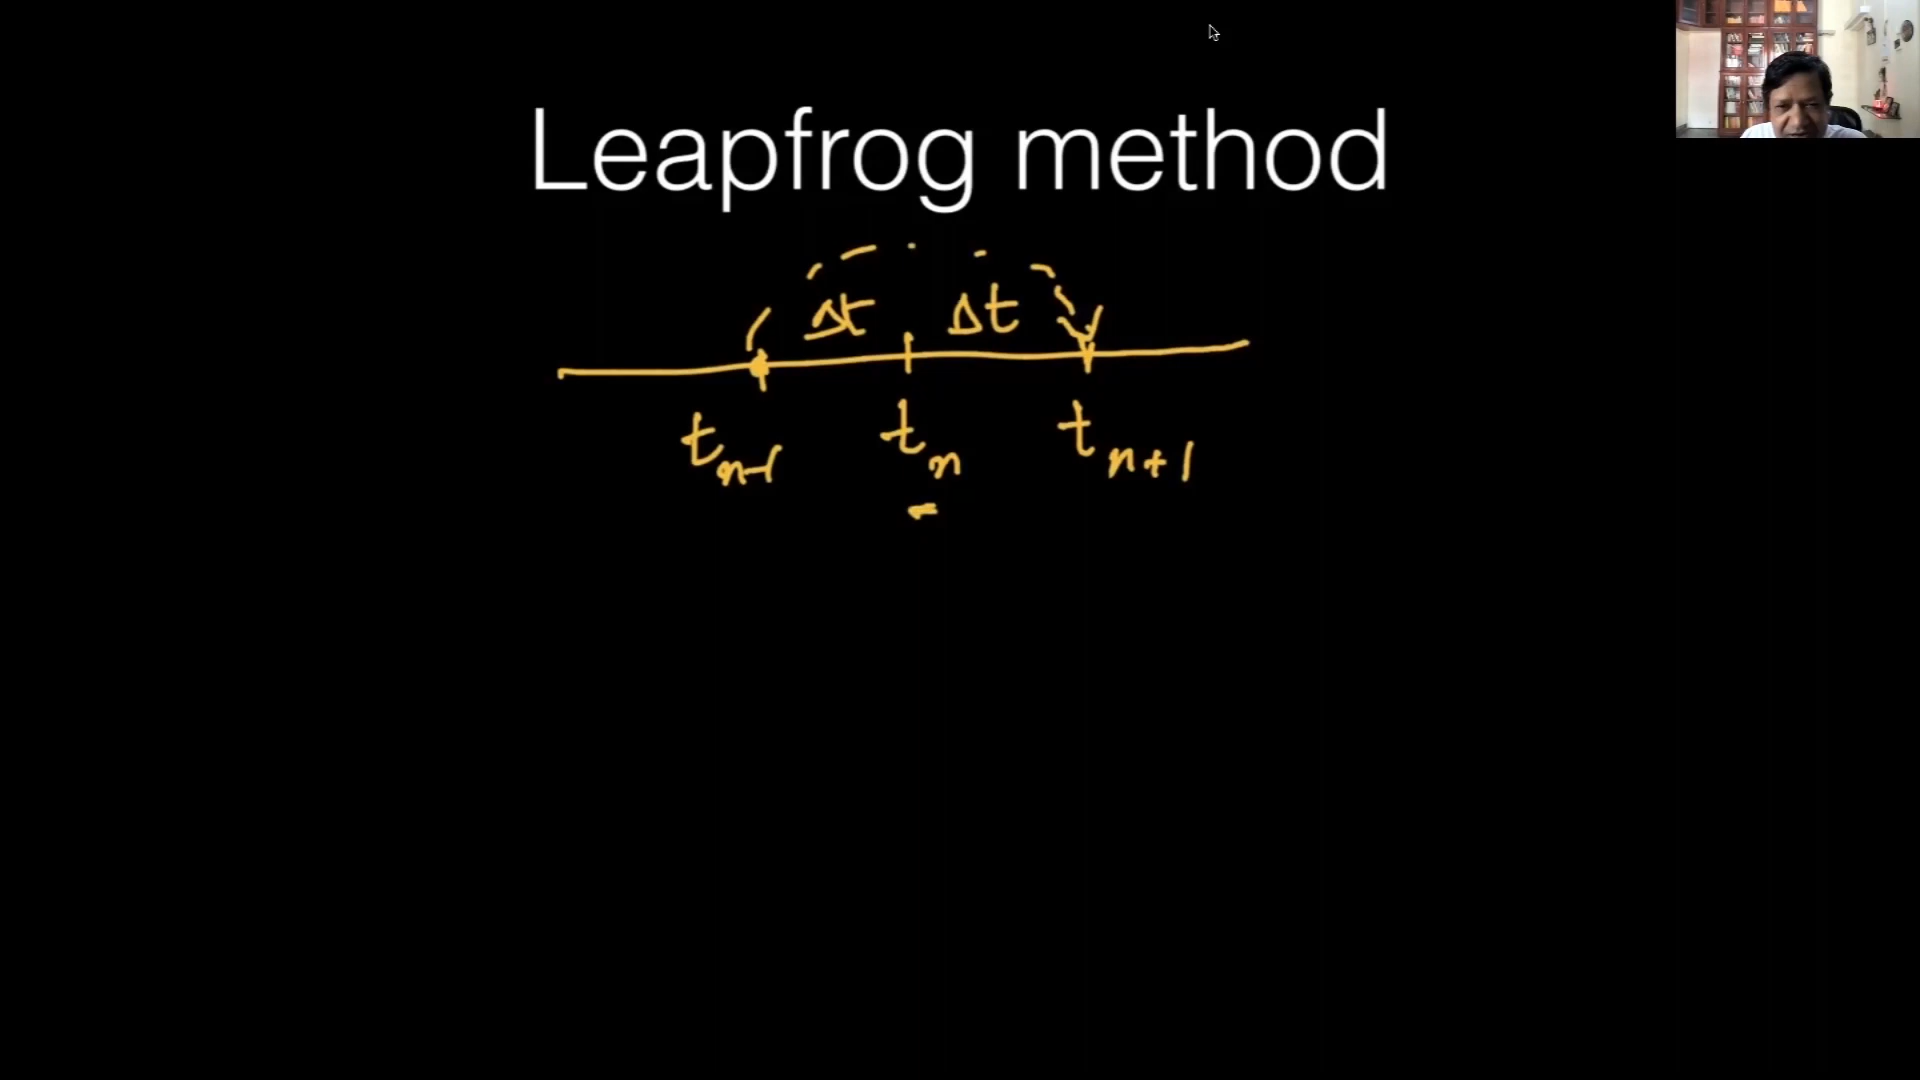 Leapfrog method
Δt Δt
t_{n-1} t_n t_{n+1}